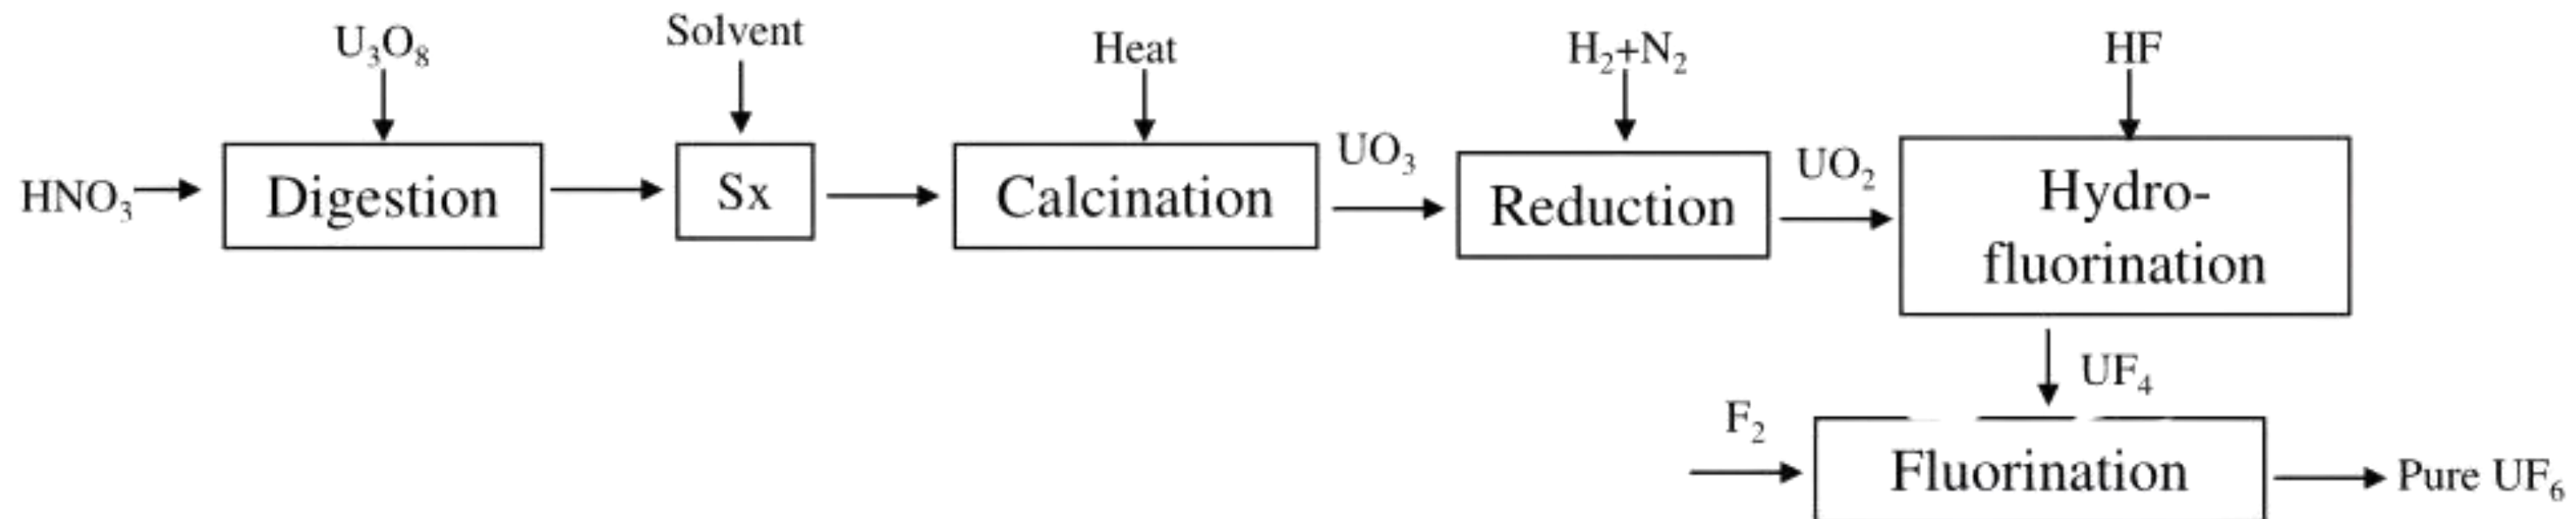 U₃O₈
Solvent
Heat
H₂+N₂
HF
HNO₃
Digestion
Sx
Calcination
UO₃
Reduction
UO₂
Hydro-
fluorination
UF₄
F₂
Fluorination
Pure UF₆